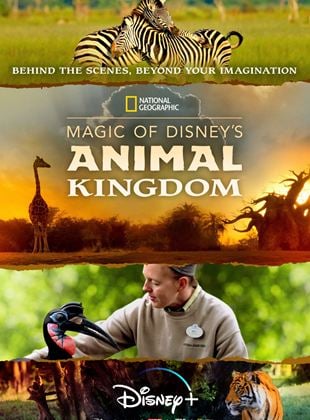 BEHIND THE SCENES, BEYOND YOUR IMAGINATION
NATIONAL
GEOGRAPHIC
MAGIC OF DISNEY'S
ANIMAL
KINGDOM
Disney+